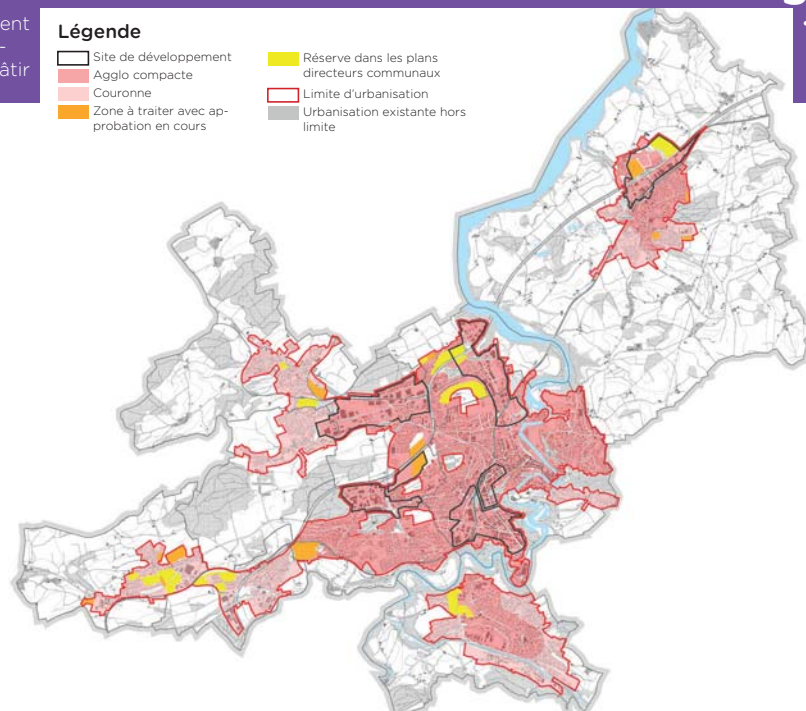 ent
-
âtir
Légende
Site de développement
Agglo compacte
Couronne
Zone à traiter avec ap-
probation en cours
Réserve dans les plans
directeurs communaux
Limite d'urbanisation
Urbanisation existante hors
limite